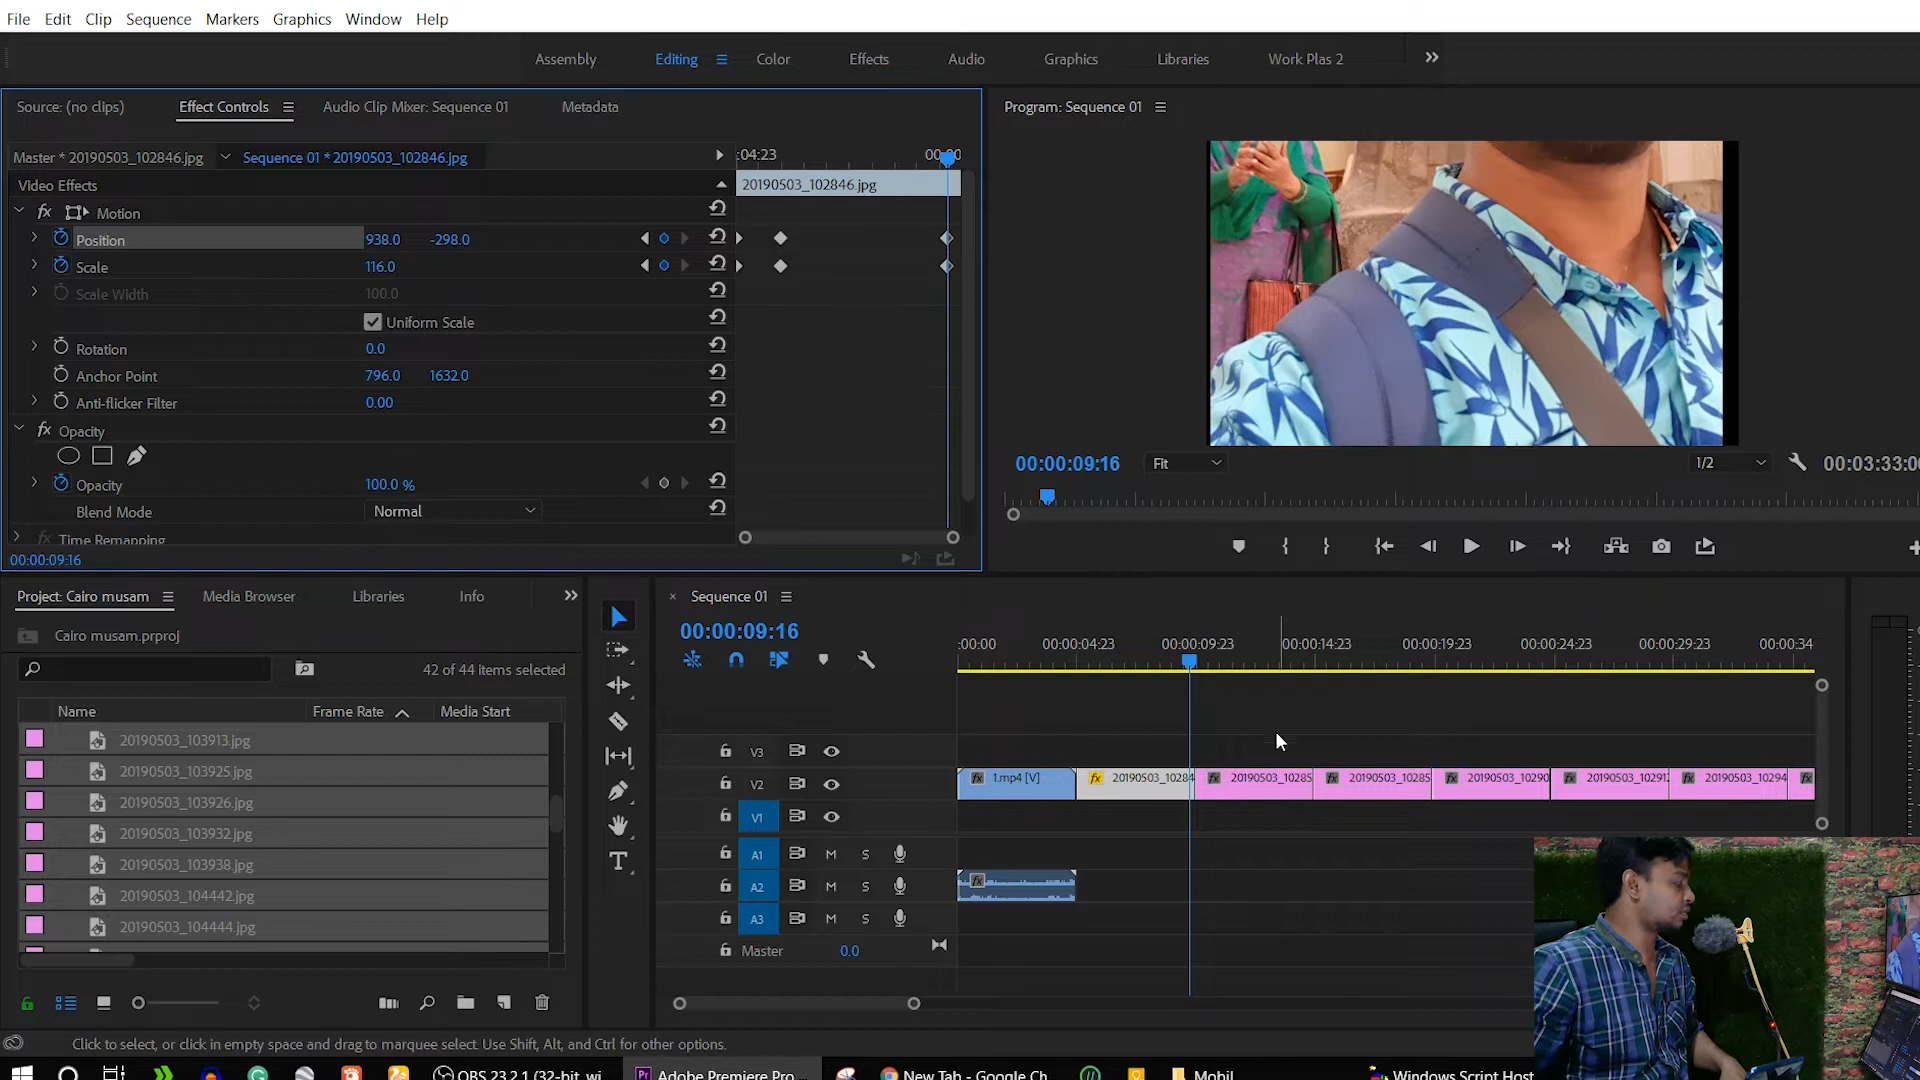 File Edit Clip Sequence Markers Graphics Window Help
Assembly Editing Color Effects Audio Graphics Libraries Work Plas 2
Source: (no clips) Effect Controls Audio Clip Mixer: Sequence 01 Metadata
Program: Sequence 01
Master * 20190503_102846.jpg Sequence 01 * 20190503_102846.jpg
:04:23 00:00
Video Effects
20190503_102846.jpg
fx Motion
Position 938.0 -298.0
Scale 116.0
Scale Width 100.0
Uniform Scale
Rotation 0.0
Anchor Point 796.0 1632.0
Anti-flicker Filter 0.00
fx Opacity
Opacity 100.0 %
Blend Mode Normal
fx Time Remapping
00:00:09:16
00:00:09:16 Fit 1/2 00:03:33:00
Project: Cairo musam Media Browser Libraries Info
Cairo musam.prproj
42 of 44 items selected
Name Frame Rate Media Start
20190503_103913.jpg
20190503_103925.jpg
20190503_103926.jpg
20190503_103932.jpg
20190503_103938.jpg
20190503_104442.jpg
20190503_104444.jpg
× Sequence 01
00:00:09:16
:00:00 00:00:04:23 00:00:09:23 00:00:14:23 00:00:19:23 00:00:24:23 00:00:29:23 00:00:34
V3
V2 fx 1.mp4 [V] fx 20190503_10284 fx 20190503_10285 fx 20190503_10285 fx 20190503_10290 fx 20190503_10291 fx 20190503_10294 fx
V1
A1 M S
A2 M S fx
A3 M S
Master 0.0
Click to select, or click in empty space and drag to marquee select. Use Shift, Alt, and Ctrl for other options.
OBS 23.2.1 (32-bit, wi Pr Adobe Premiere Pro New Tab - Google Ch Mobil Windows Script Host